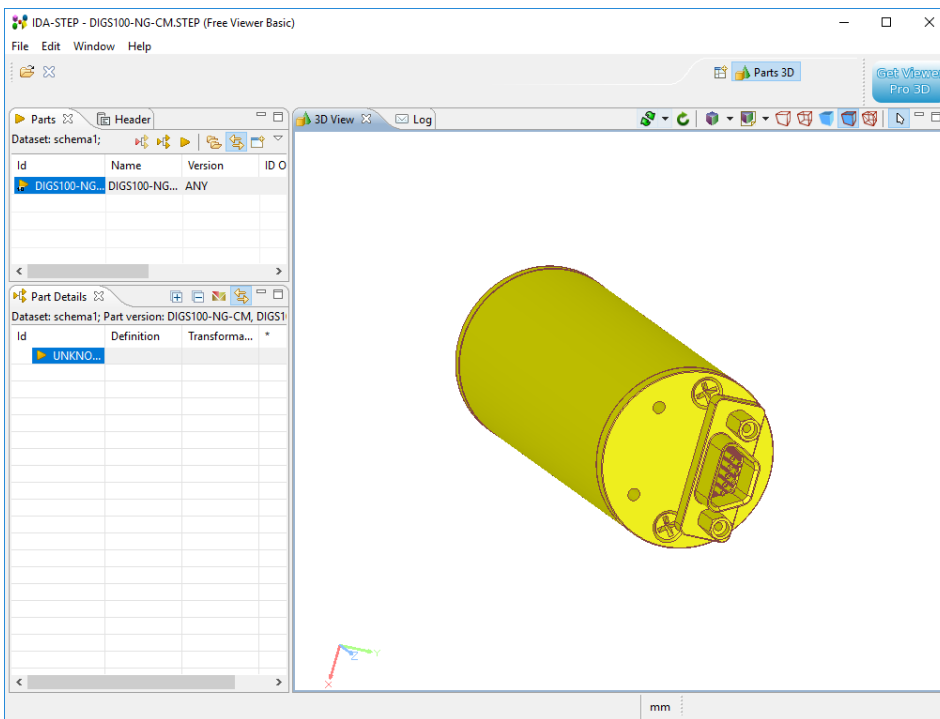 IDA-STEP - DIGS100-NG-CM.STEP (Free Viewer Basic)
File Edit Window Help
Parts 3D
Get Viewer
Pro 3D
Parts Header
3D View Log
Dataset: schema1;
Id Name Version ID O
DIGS100-NG... DIGS100-NG... ANY
Part Details
Dataset: schema1; Part version: DIGS100-NG-CM, DIGS1
Id Definition Transforma... *
UNKNO...
X Z Y
mm